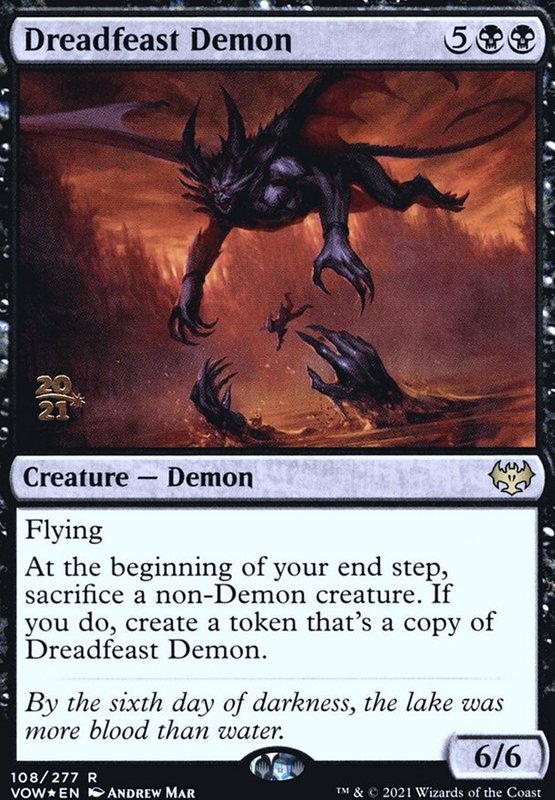 Dreadfeast Demon 5
20
21
Creature — Demon
Flying
At the beginning of your end step,
sacrifice a non-Demon creature. If
you do, create a token that's a copy of
Dreadfeast Demon.
By the sixth day of darkness, the lake was
more blood than water.
6/6
108/277 R
VOW★EN Andrew Mar
™ & © 2021 Wizards of the Coast